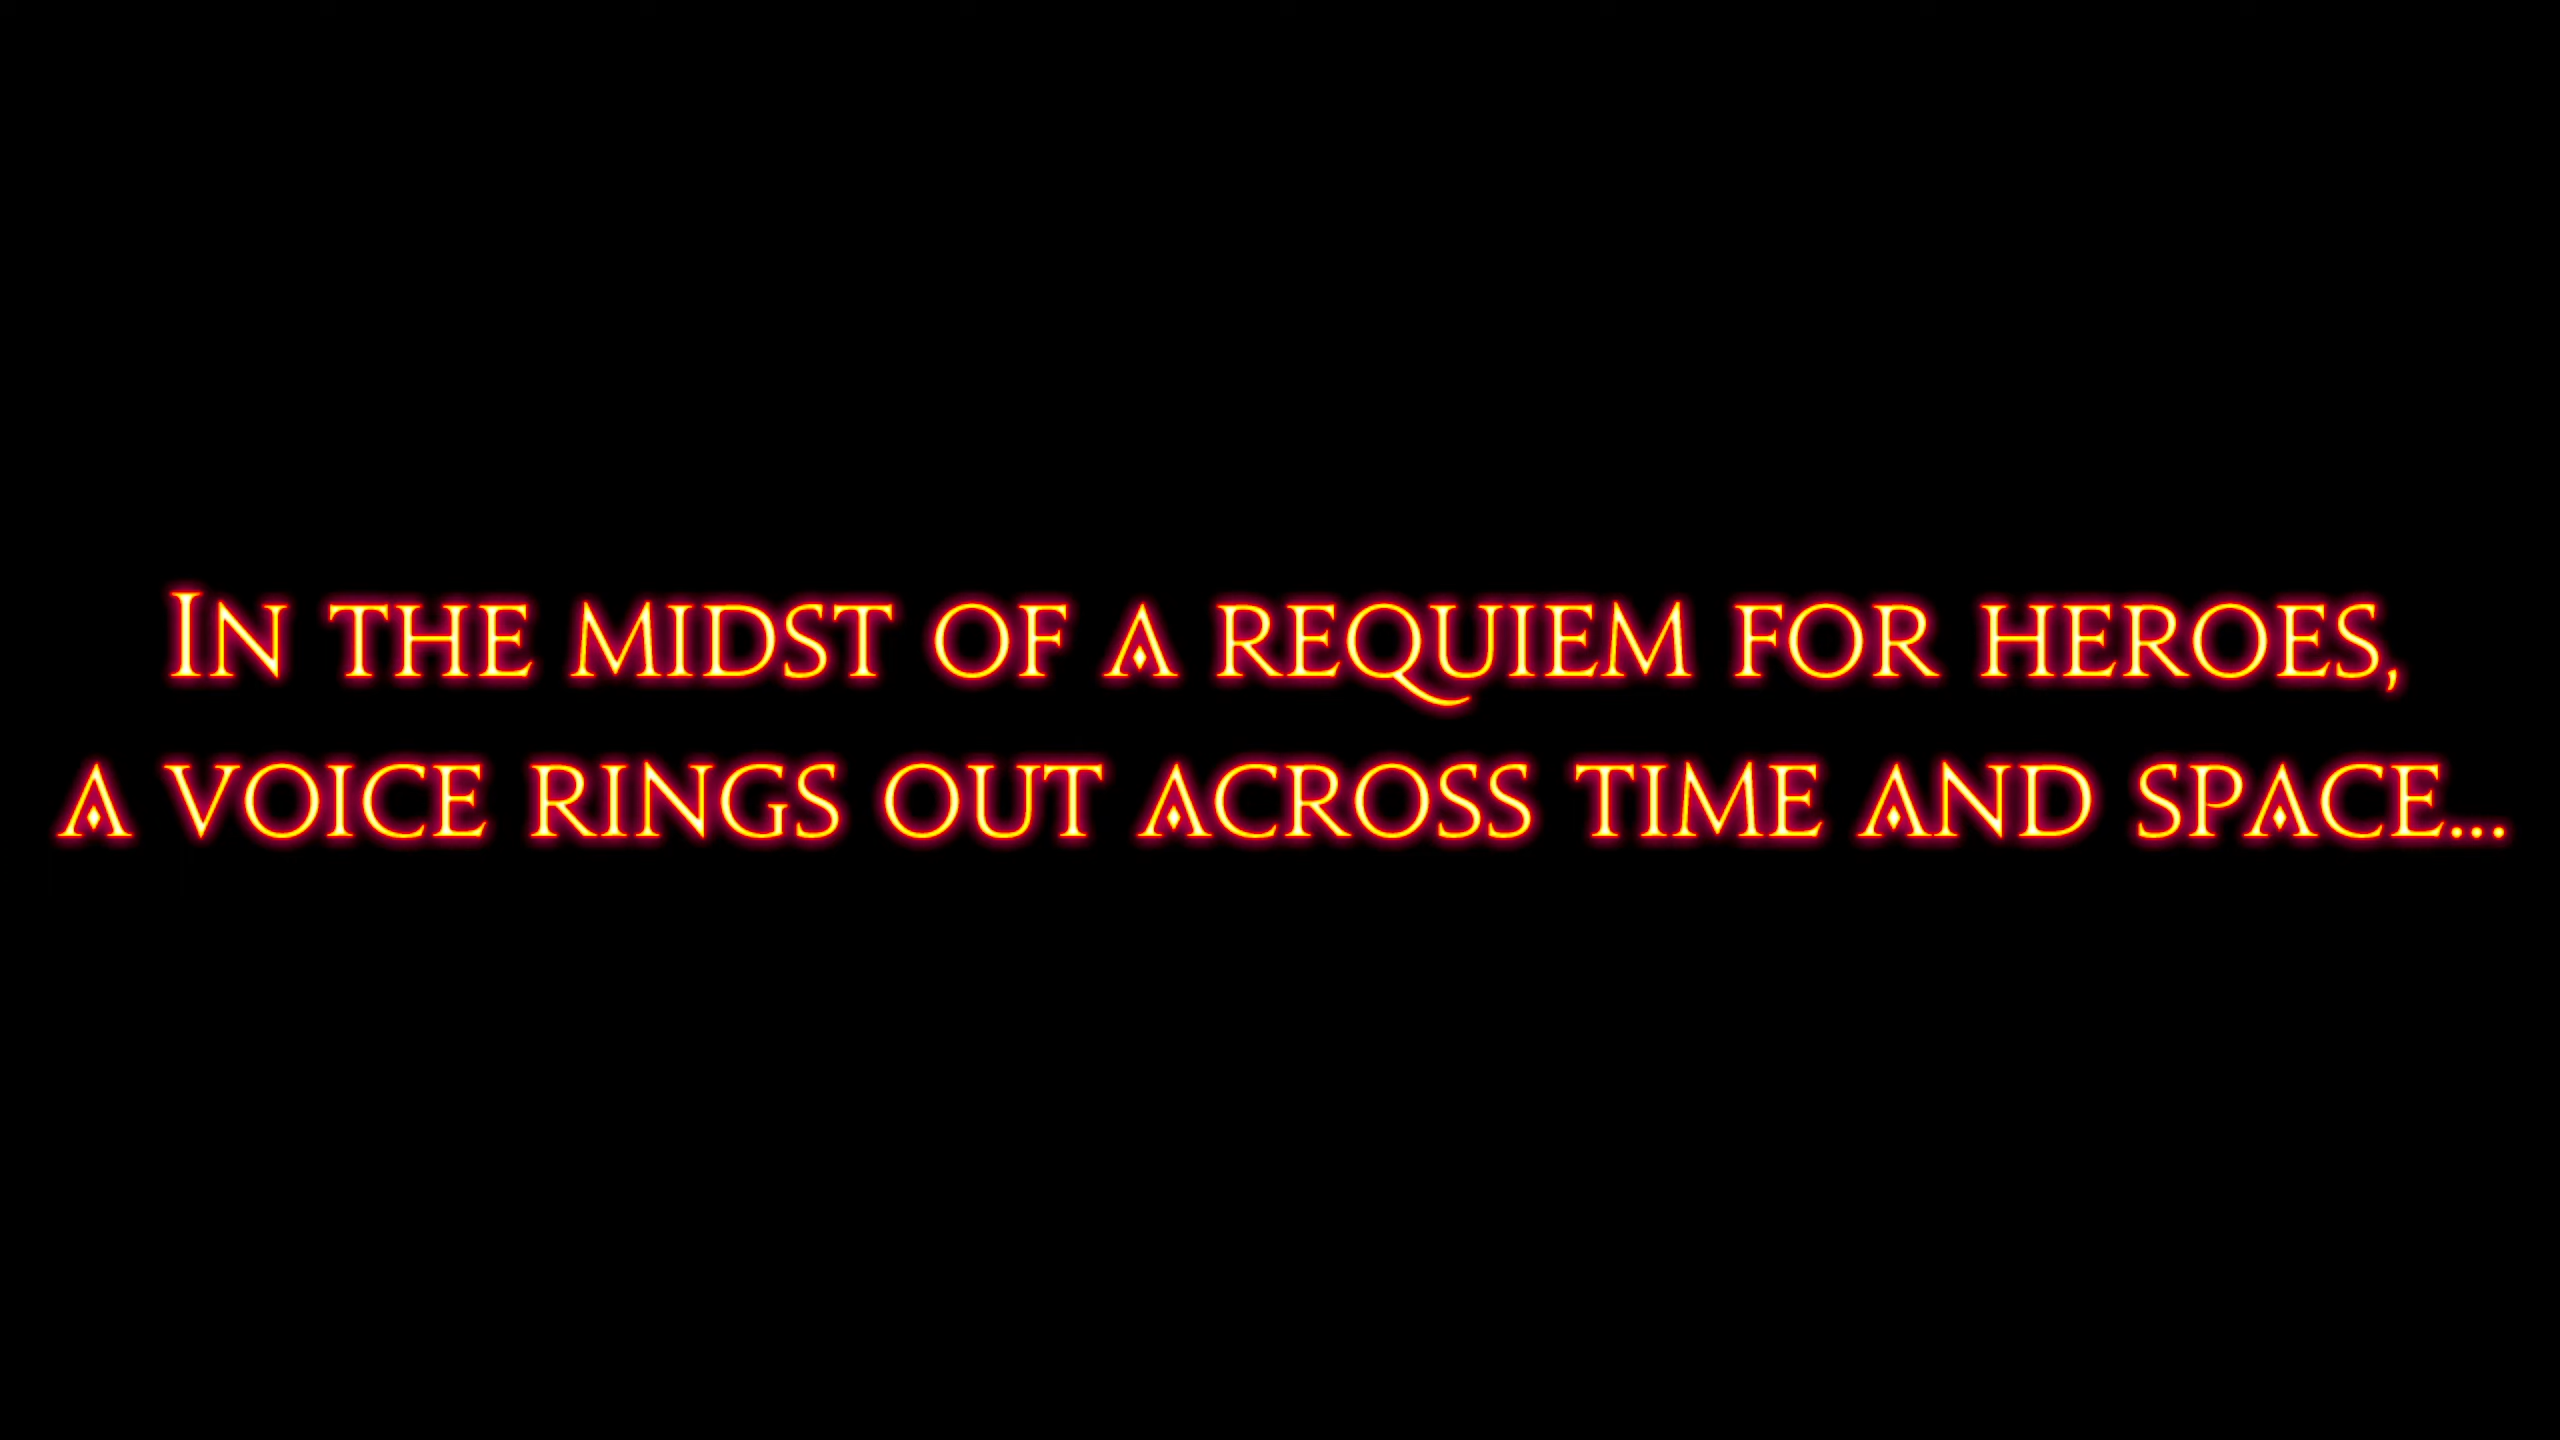 In the midst of a requiem for heroes,
a voice rings out across time and space...